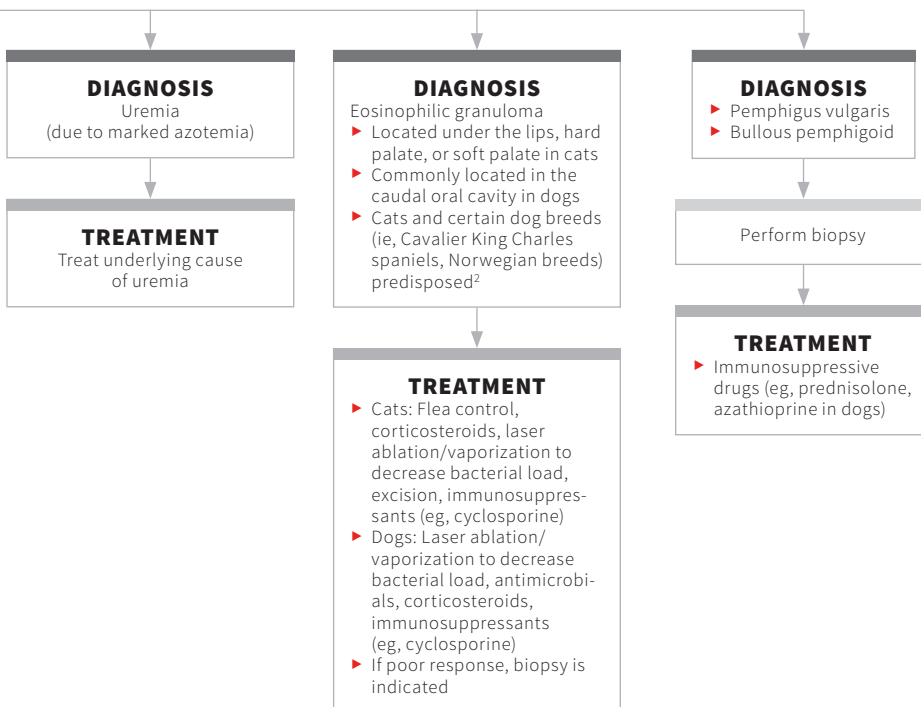 DIAGNOSIS
Uremia
(due to marked azotemia)
TREATMENT
Treat underlying cause
of uremia
DIAGNOSIS
Eosinophilic granuloma
▶ Located under the lips, hard
palate, or soft palate in cats
▶ Commonly located in the
caudal oral cavity in dogs
▶ Cats and certain dog breeds
(ie, Cavalier King Charles
spaniels, Norwegian breeds)
predisposed²
TREATMENT
▶ Cats: Flea control,
corticosteroids, laser
ablation/vaporization to
decrease bacterial load,
excision, immunosuppres-
sants (eg, cyclosporine)
▶ Dogs: Laser ablation/
vaporization to decrease
bacterial load, antimicrobi-
als, corticosteroids,
immunosuppressants
(eg, cyclosporine)
▶ If poor response, biopsy is
indicated
DIAGNOSIS
▶ Pemphigus vulgaris
▶ Bullous pemphigoid
Perform biopsy
TREATMENT
▶ Immunosuppressive
drugs (eg, prednisolone,
azathioprine in dogs)